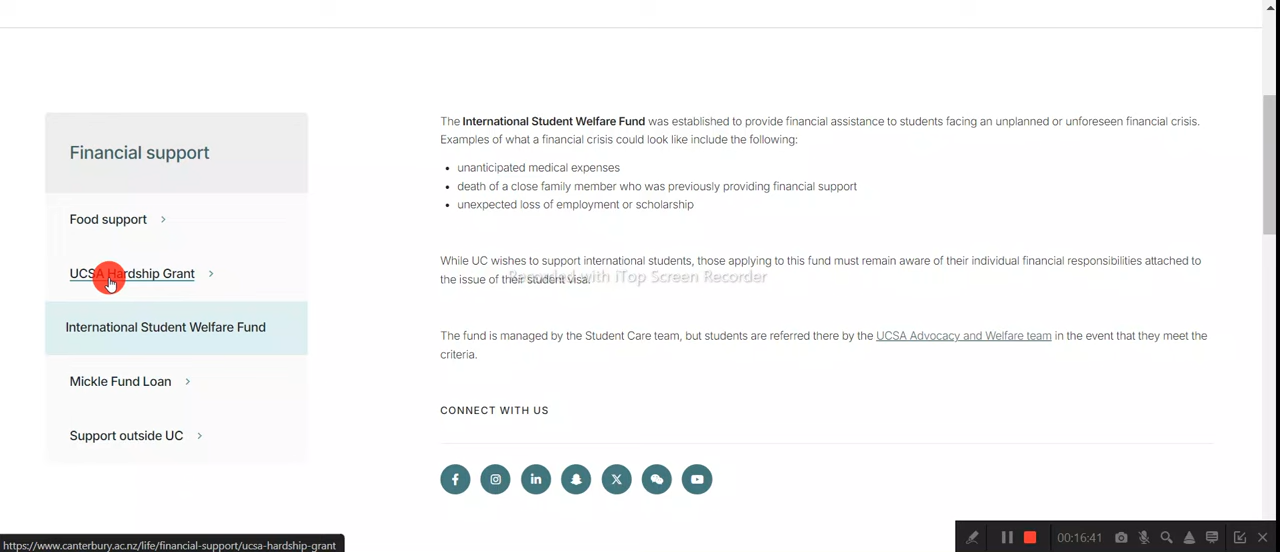 Financial support
Food support
UCSA Hardship Grant
International Student Welfare Fund
Mickle Fund Loan
Support outside UC
The International Student Welfare Fund was established to provide financial assistance to students facing an unplanned or unforeseen financial crisis.
Examples of what a financial crisis could look like include the following:
• unanticipated medical expenses
• death of a close family member who was previously providing financial support
• unexpected loss of employment or scholarship
While UC wishes to support international students, those applying to this fund must remain aware of their individual financial responsibilities attached to
the issue of their student visa.
Recorded with iTop Screen Recorder
The fund is managed by the Student Care team, but students are referred there by the UCSA Advocacy and Welfare team in the event that they meet the
criteria.
CONNECT WITH US
https://www.canterbury.ac.nz/life/financial-support/ucsa-hardship-grant
00:16:41